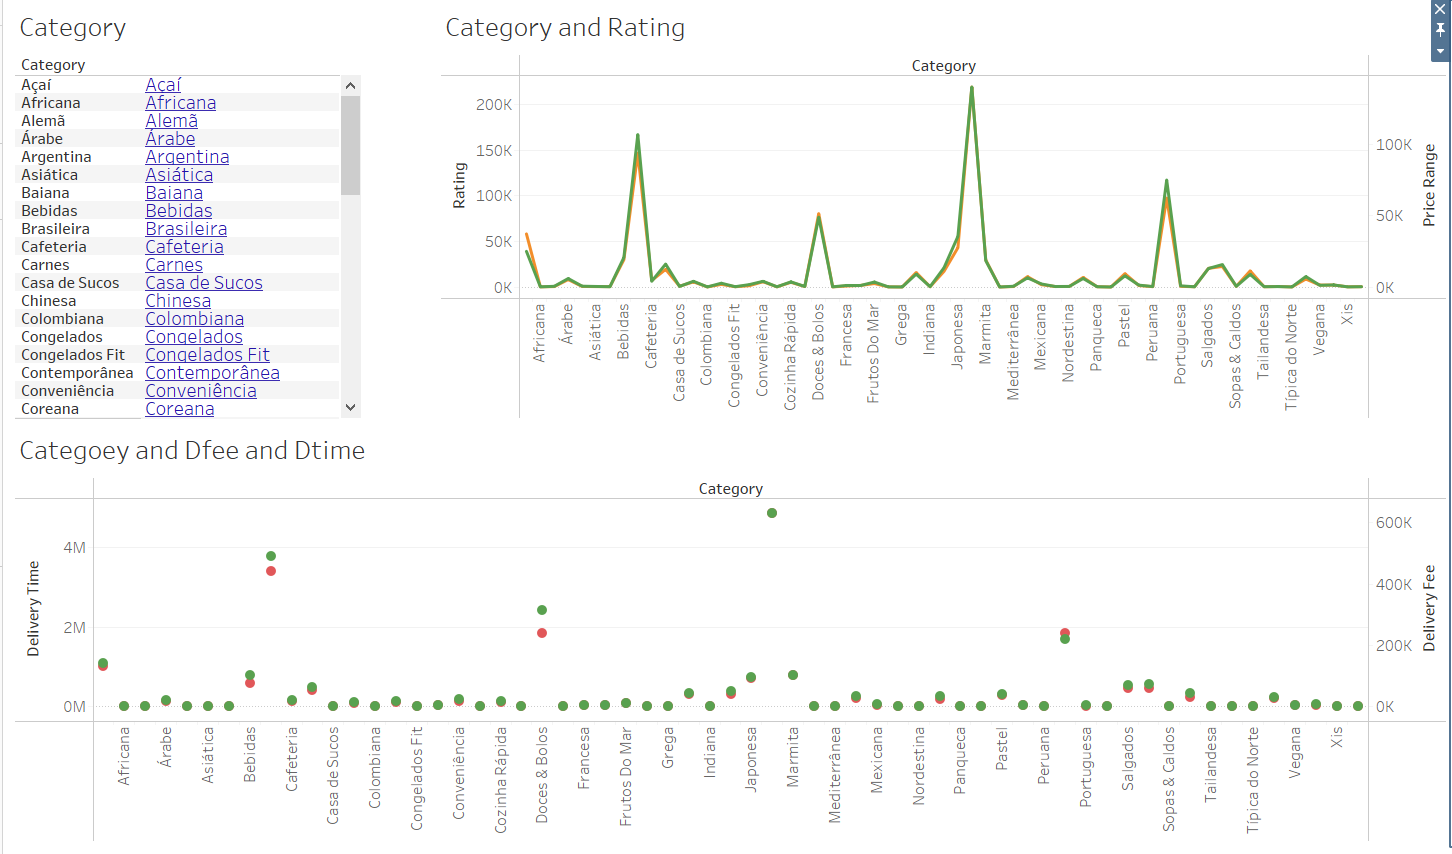 Category
Category
Açaí Açaí
Africana Africana
Alemã Alemã
Árabe Árabe
Argentina Argentina
Asiática Asiática
Baiana Baiana
Bebidas Bebidas
Brasileira Brasileira
Cafeteria Cafeteria
Carnes Carnes
Casa de Sucos Casa de Sucos
Chinesa Chinesa
Colombiana Colombiana
Congelados Congelados
Congelados Fit Congelados Fit
Contemporânea Contemporânea
Conveniência Conveniência
Coreana Coreana
Category and Rating
Category
Rating
200K
150K
100K
50K
0K
100K
50K
0K
Price Range
Africana
Árabe
Asiática
Bebidas
Cafeteria
Casa de Sucos
Colombiana
Congelados Fit
Conveniência
Cozinha Rápida
Doces & Bolos
Francesa
Frutos Do Mar
Grega
Indiana
Japonesa
Marmita
Mediterrânea
Mexicana
Nordestina
Panqueca
Pastel
Peruana
Portuguesa
Salgados
Sopas & Caldos
Tailandesa
Típica do Norte
Vegana
Xis
Categoey and Dfee and Dtime
Category
Delivery Time
4M
2M
0M
600K
400K
200K
0K
Delivery Fee
Africana
Árabe
Asiática
Bebidas
Cafeteria
Casa de Sucos
Colombiana
Congelados Fit
Conveniência
Cozinha Rápida
Doces & Bolos
Francesa
Frutos Do Mar
Grega
Indiana
Japonesa
Marmita
Mediterrânea
Mexicana
Nordestina
Panqueca
Pastel
Peruana
Portuguesa
Salgados
Sopas & Caldos
Tailandesa
Típica do Norte
Vegana
Xis